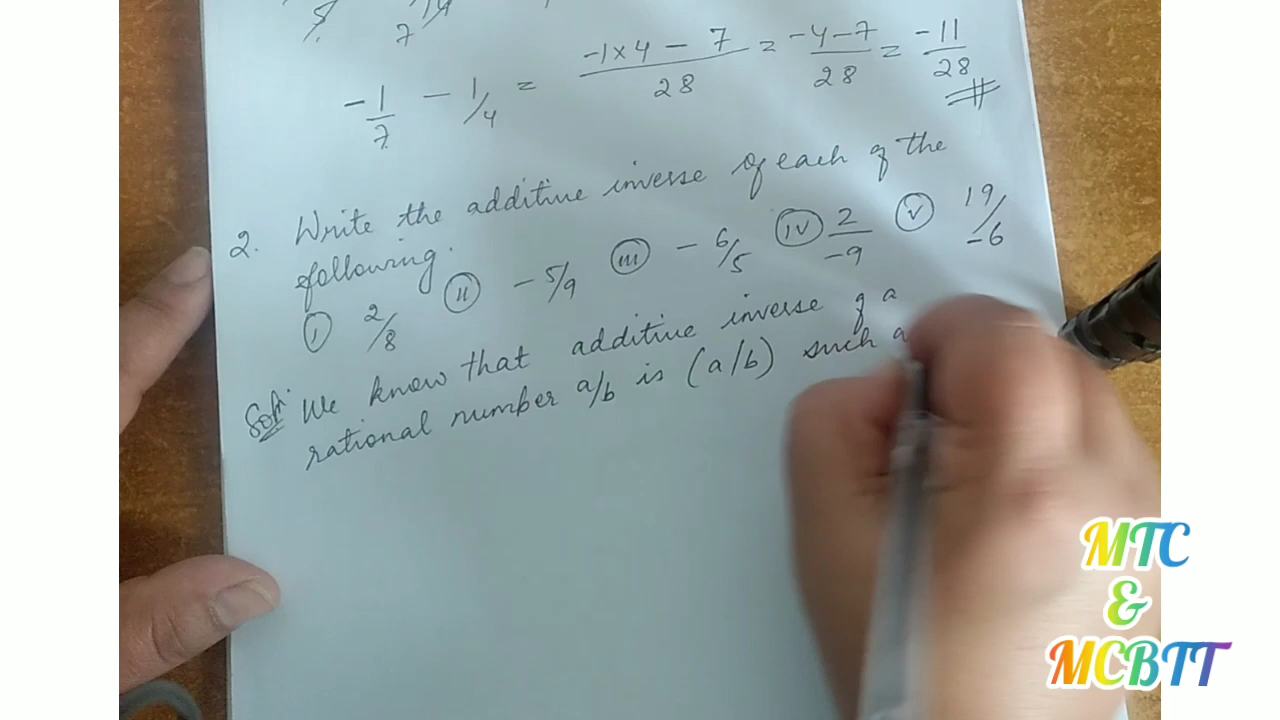 7
-1/7 - 1/4 = (-1×4 - 7)/28 = (-4-7)/28 = -11/28
2. Write the additive inverse of each of the
following.
(i) 2/8 (ii) -5/9 (iii) -6/5 (iv) 2/-9 (v) 19/-6
Soln: We know that additive inverse of a
rational number a/b is (a/b) such
MTC
&
MCBTT